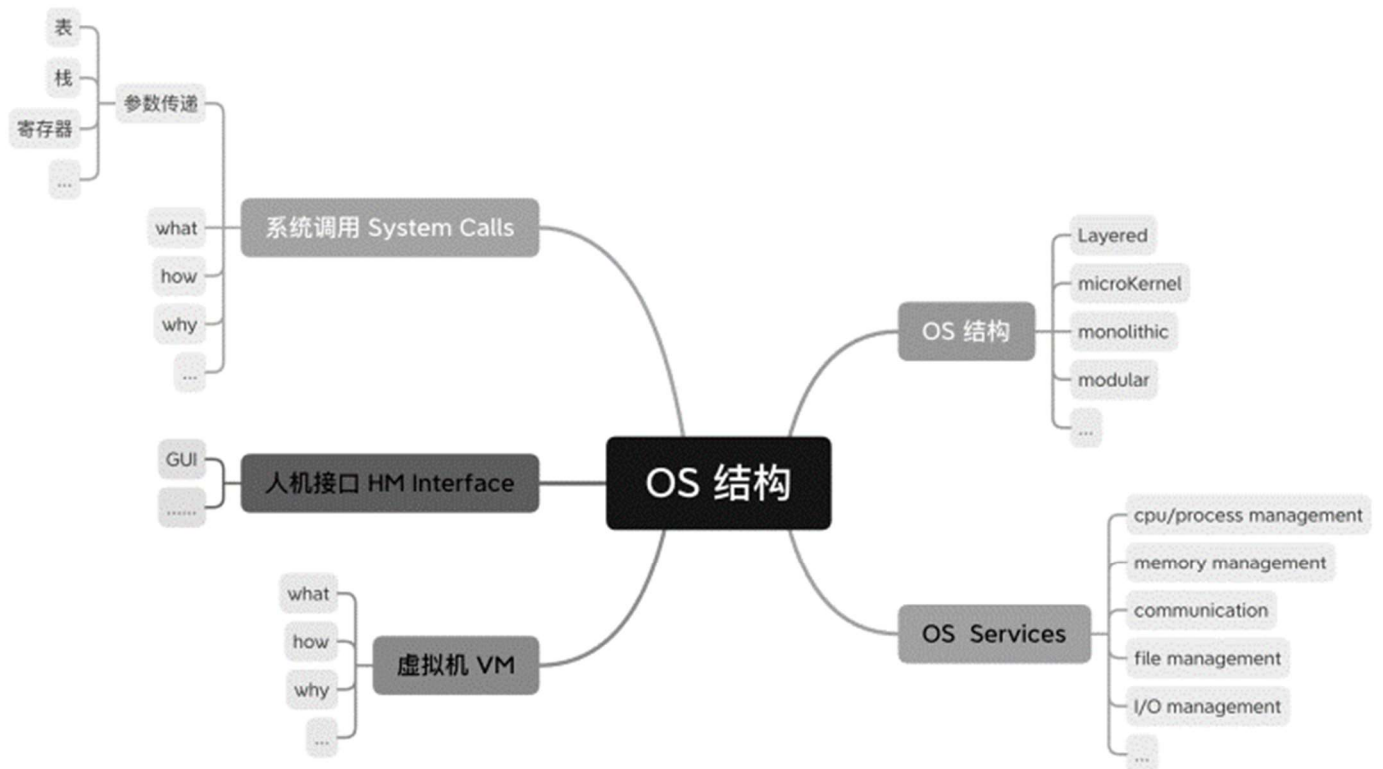 表
栈
寄存器
...
参数传递
what
how
why
...
系统调用 System Calls
GUI
......
人机接口 HM Interface
what
how
why
...
虚拟机 VM
OS 结构
OS 结构
Layered
microKernel
monolithic
modular
...
OS Services
cpu/process management
memory management
communication
file management
I/O management
...